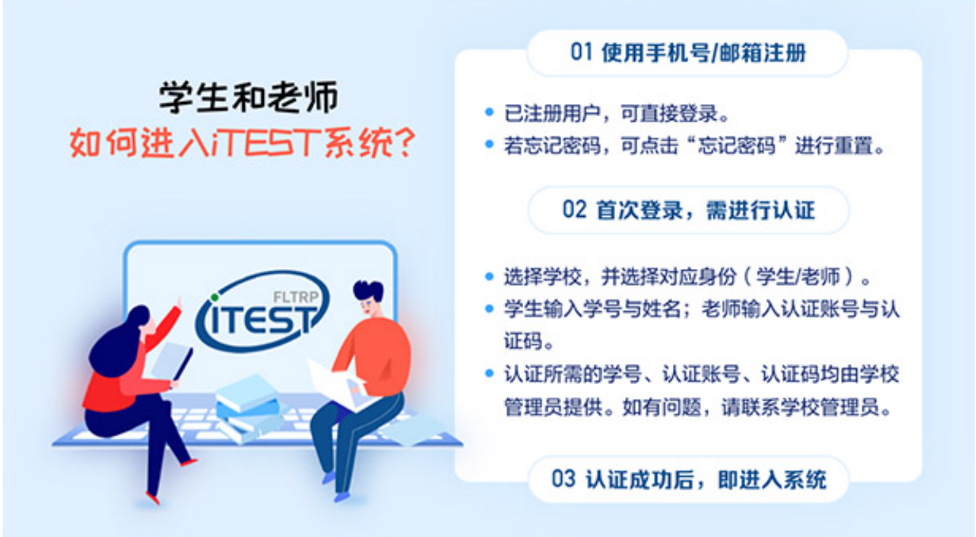 学生和老师
如何进入iTEST系统?
FLTRP
iTEST
01 使用手机号/邮箱注册
已注册用户，可直接登录。
若忘记密码，可点击“忘记密码”进行重置。
02 首次登录，需进行认证
选择学校，并选择对应身份（学生/老师）。
学生输入学号与姓名；老师输入认证账号与认
证码。
认证所需的学号、认证账号、认证码均由学校
管理员提供。如有问题，请联系学校管理员。
03 认证成功后，即进入系统